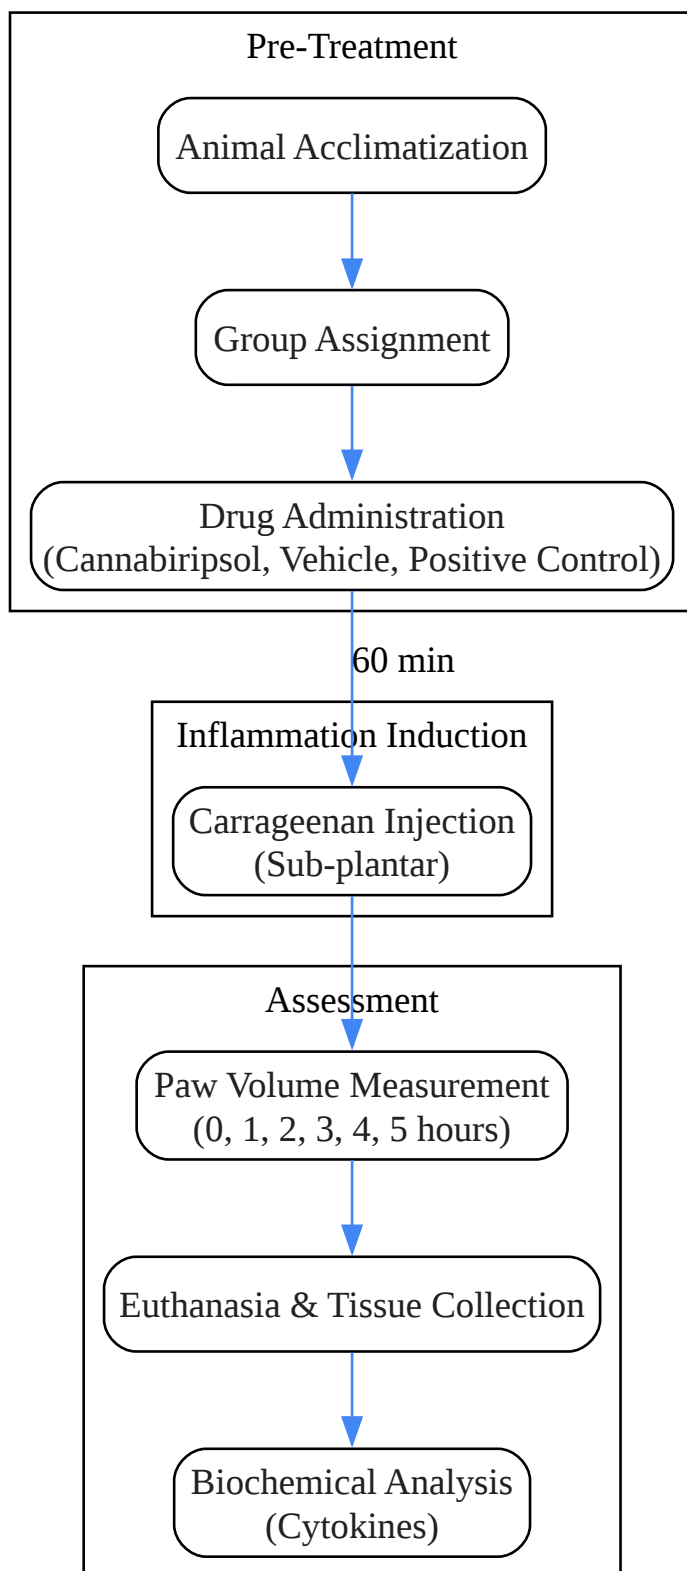 Pre-Treatment
Animal Acclimatization
Group Assignment
Drug Administration
(Cannabiripsol, Vehicle, Positive Control)
60 min
Inflammation Induction
Carrageenan Injection
(Sub-plantar)
Assessment
Paw Volume Measurement
(0, 1, 2, 3, 4, 5 hours)
Euthanasia & Tissue Collection
Biochemical Analysis
(Cytokines)